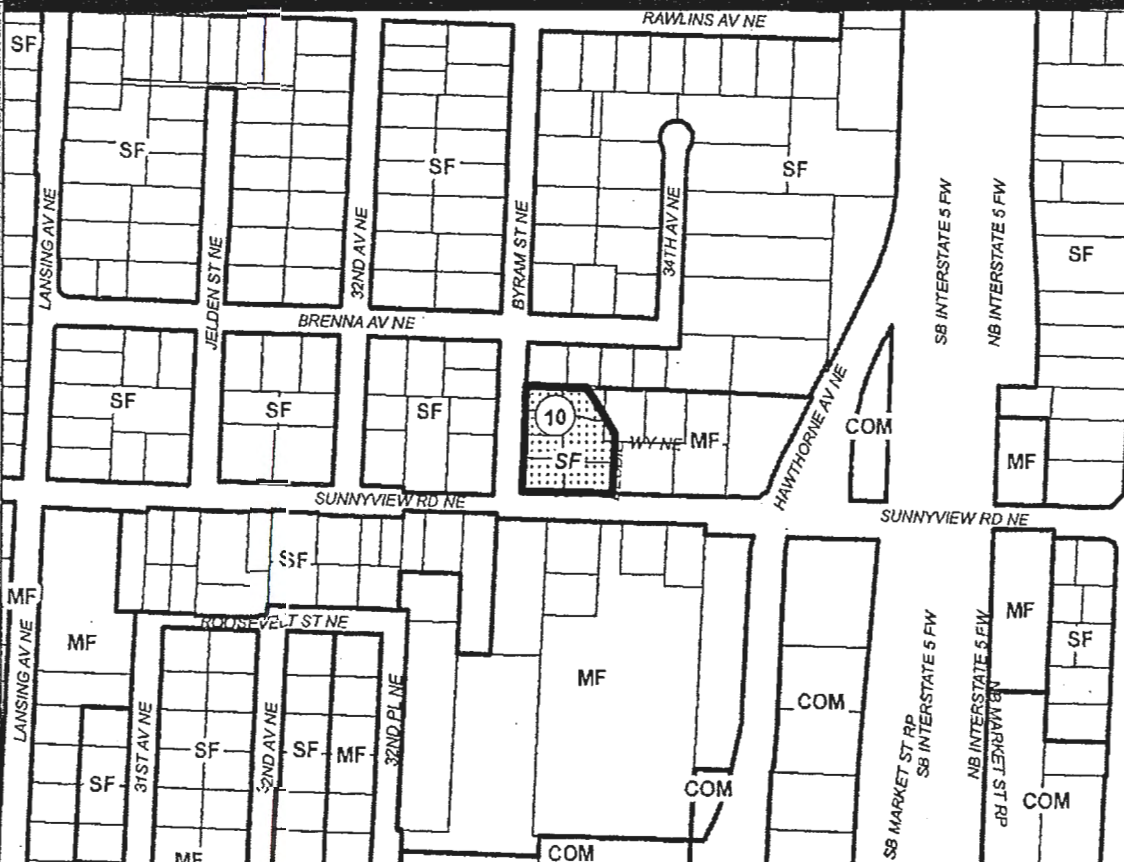 RAWLINS AV NE
SF
SF
SF
SF
SF
LANSING AV NE
JELDEN ST NE
32ND AV NE
BYRAM ST NE
34TH AV NE
SB INTERSTATE 5 FW
NB INTERSTATE 5 FW
BRENNA AV NE
SF
SF
SF
10
SF
WY NE
MF
HAWTHORNE AV NE
COM
MF
SUNNYVIEW RD NE
SUNNYVIEW RD NE
SF
MF
MF
ROOSEVELT ST NE
MF
SF
LANSING AV NE
MF
COM
SF
31ST AV NE
SF
32ND AV NE
SF
MF
32ND PL NE
COM
SB MARKET ST RP
SB INTERSTATE 5 FW
NB INTERSTATE 5 FW
NB MARKET ST RP
COM
MF
COM